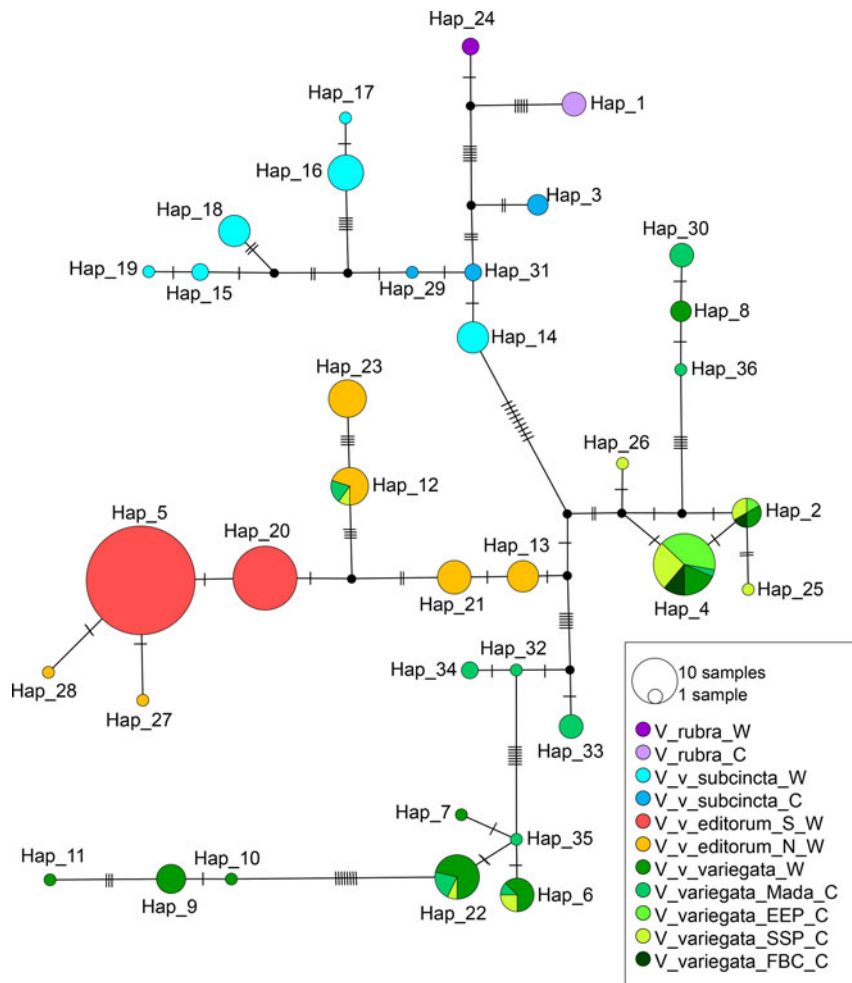 Hap_24
Hap_17
Hap_1
Hap_16
Hap_3
Hap_18
Hap_30
Hap_19
Hap_15
Hap_29
Hap_31
Hap_8
Hap_14
Hap_23
Hap_36
Hap_26
Hap_12
Hap_2
Hap_5
Hap_20
Hap_13
Hap_21
Hap_4
Hap_25
Hap_32
Hap_34
Hap_28
Hap_27
Hap_33
Hap_7
Hap_35
Hap_11
Hap_10
Hap_9
Hap_22
Hap_6
10 samples
1 sample
V_rubra_W
V_rubra_C
V_v_subcincta_W
V_v_subcincta_C
V_v_editorum_S_W
V_v_editorum_N_W
V_v_variegata_W
V_variegata_Mada_C
V_variegata_EEP_C
V_variegata_SSP_C
V_variegata_FBC_C